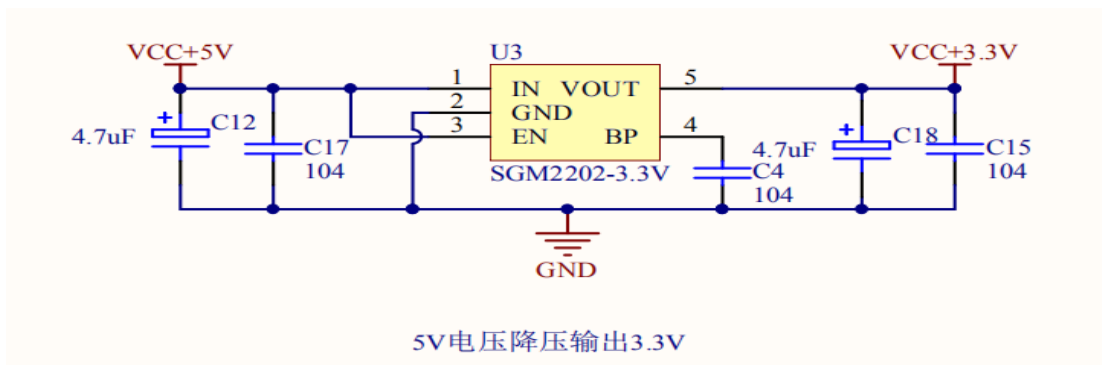 VCC+5V
U3
VCC+3.3V
1
IN
VOUT
5
2
GND
3
EN
BP
4
4.7uF
C12
C17
104
SGM2202-3.3V
C4
104
4.7uF
C18
C15
104
GND
5V电压降压输出3.3V